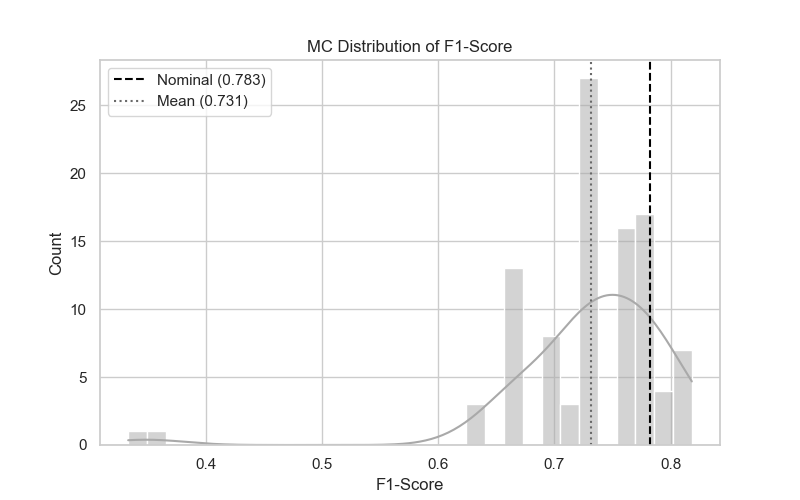 MC Distribution of F1-Score
Nominal (0.783)
Mean (0.731)
25
20
15
10
5
0
Count
0.4 0.5 0.6 0.7 0.8
F1-Score